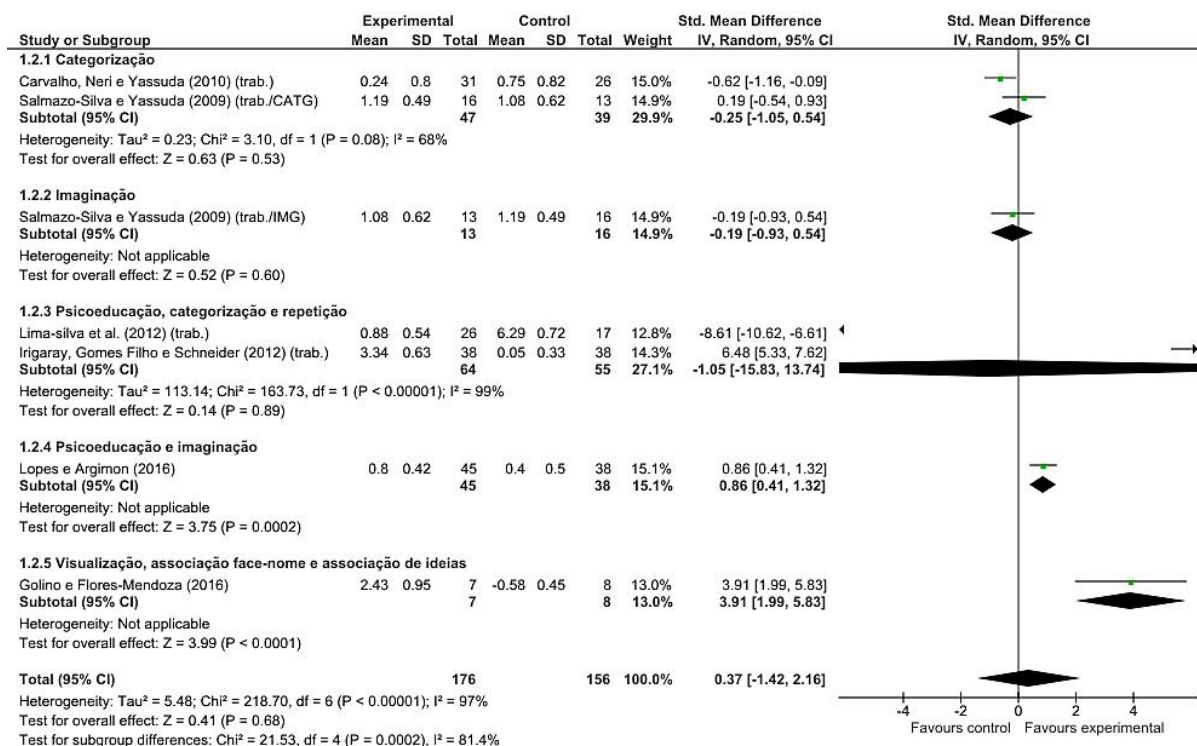 Experimental Control Std. Mean Difference Std. Mean Difference
Study or Subgroup Mean SD Total Mean SD Total Weight IV, Random, 95% CI IV, Random, 95% CI
1.2.1 Categorização
Carvalho, Neri e Yassuda (2010) (trab.) 0.24 0.8 31 0.75 0.82 26 15.0% -0.62 [-1.16, -0.09]
Salmazo-Silva e Yassuda (2009) (trab./CATG) 1.19 0.49 16 1.08 0.62 13 14.9% 0.19 [-0.54, 0.93]
Subtotal (95% CI) 47 39 29.9% -0.25 [-1.05, 0.54]
Heterogeneity: Tau² = 0.23; Chi² = 3.10, df = 1 (P = 0.08); I² = 68%
Test for overall effect: Z = 0.63 (P = 0.53)
1.2.2 Imaginação
Salmazo-Silva e Yassuda (2009) (trab./IMG) 1.08 0.62 13 1.19 0.49 16 14.9% -0.19 [-0.93, 0.54]
Subtotal (95% CI) 13 16 14.9% -0.19 [-0.93, 0.54]
Heterogeneity: Not applicable
Test for overall effect: Z = 0.52 (P = 0.60)
1.2.3 Psicoeducação, categorização e repetição
Lima-silva et al. (2012) (trab.) 0.88 0.54 26 6.29 0.72 17 12.8% -8.61 [-10.62, -6.61]
Irigaray, Gomes Filho e Schneider (2012) (trab.) 3.34 0.63 38 0.05 0.33 38 14.3% 6.48 [5.33, 7.62]
Subtotal (95% CI) 64 55 27.1% -1.05 [-15.83, 13.74]
Heterogeneity: Tau² = 113.14; Chi² = 163.73, df = 1 (P < 0.00001); I² = 99%
Test for overall effect: Z = 0.14 (P = 0.89)
1.2.4 Psicoeducação e imaginação
Lopes e Argimon (2016) 0.8 0.42 45 0.4 0.5 38 15.1% 0.86 [0.41, 1.32]
Subtotal (95% CI) 45 38 15.1% 0.86 [0.41, 1.32]
Heterogeneity: Not applicable
Test for overall effect: Z = 3.75 (P = 0.0002)
1.2.5 Visualização, associação face-nome e associação de ideias
Golino e Flores-Mendoza (2016) 2.43 0.95 7 -0.58 0.45 8 13.0% 3.91 [1.99, 5.83]
Subtotal (95% CI) 7 8 13.0% 3.91 [1.99, 5.83]
Heterogeneity: Not applicable
Test for overall effect: Z = 3.99 (P < 0.0001)
Total (95% CI) 176 156 100.0% 0.37 [-1.42, 2.16]
Heterogeneity: Tau² = 5.48; Chi² = 218.70, df = 6 (P < 0.00001); I² = 97%
Test for overall effect: Z = 0.41 (P = 0.68)
Test for subgroup differences: Chi² = 21.53, df = 4 (P = 0.0002), I² = 81.4%
-4 -2 0 2 4
Favours control Favours experimental